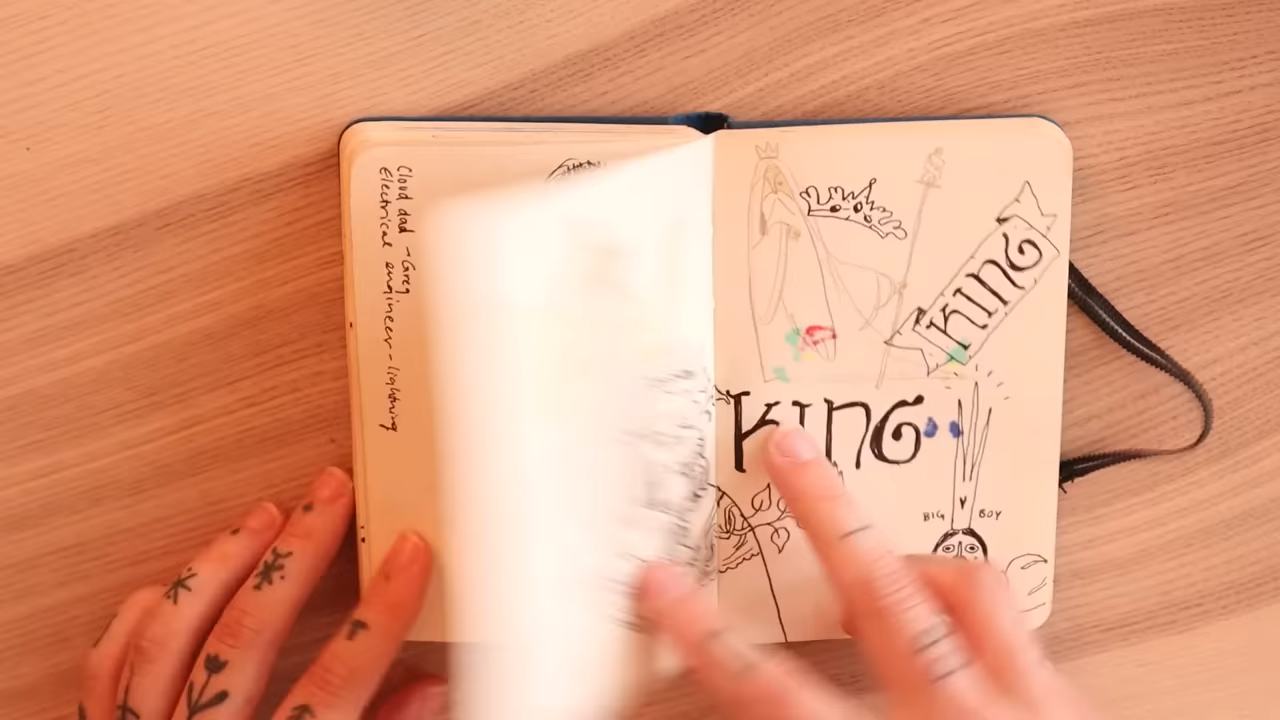 Cloud dad - Greg
Electrical engineer - lightning
KING
KING
BIG BOY